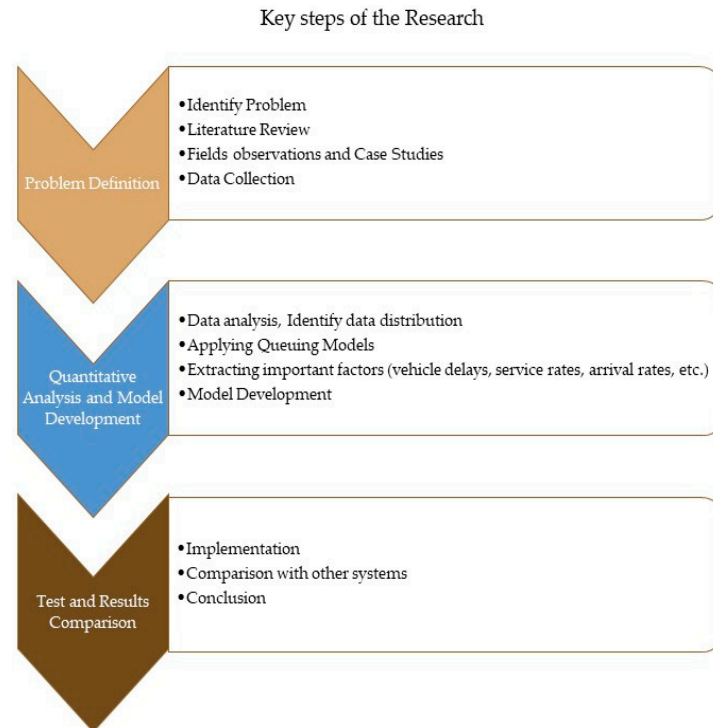 Key steps of the Research
Problem Definition
•Identify Problem
•Literature Review
•Fields observations and Case Studies
•Data Collection
Quantitative
Analysis and Model
Development
•Data analysis, Identify data distribution
•Applying Queuing Models
•Extracting important factors (vehicle delays, service rates, arrival rates, etc.)
•Model Development
Test and Results
Comparison
•Implementation
•Comparison with other systems
•Conclusion